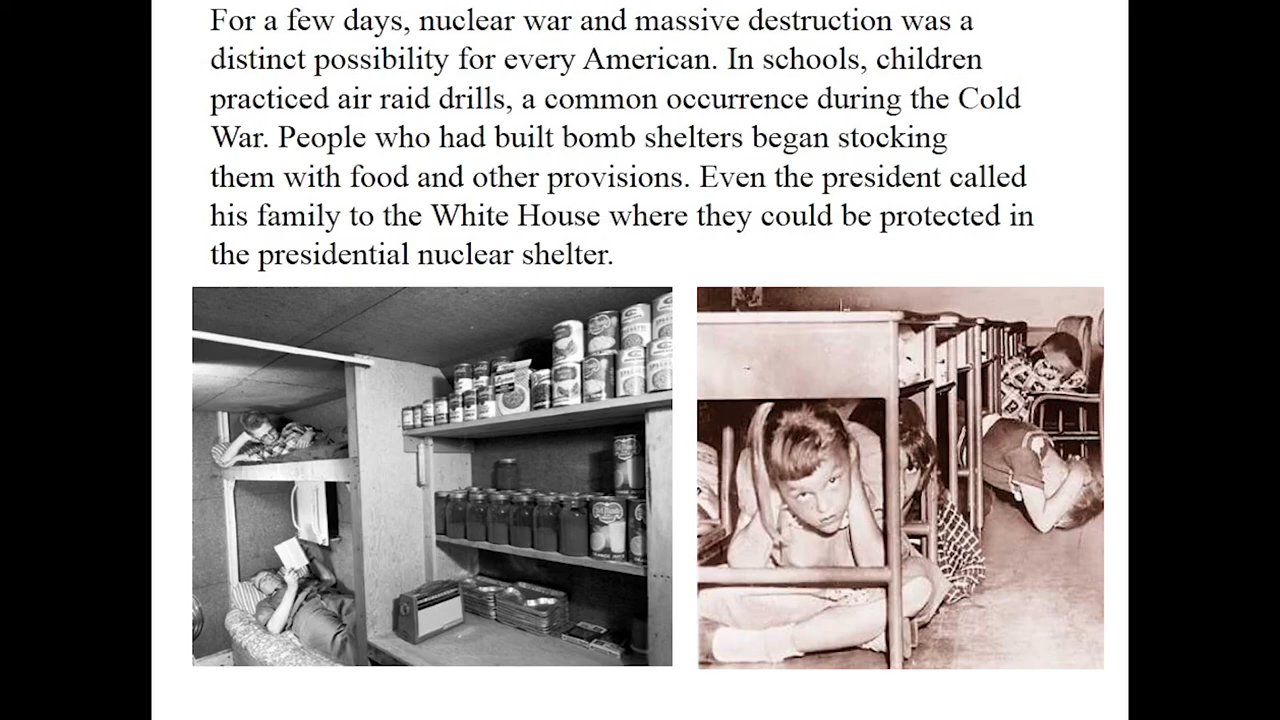 For a few days, nuclear war and massive destruction was a
distinct possibility for every American. In schools, children
practiced air raid drills, a common occurrence during the Cold
War. People who had built bomb shelters began stocking
them with food and other provisions. Even the president called
his family to the White House where they could be protected in
the presidential nuclear shelter.